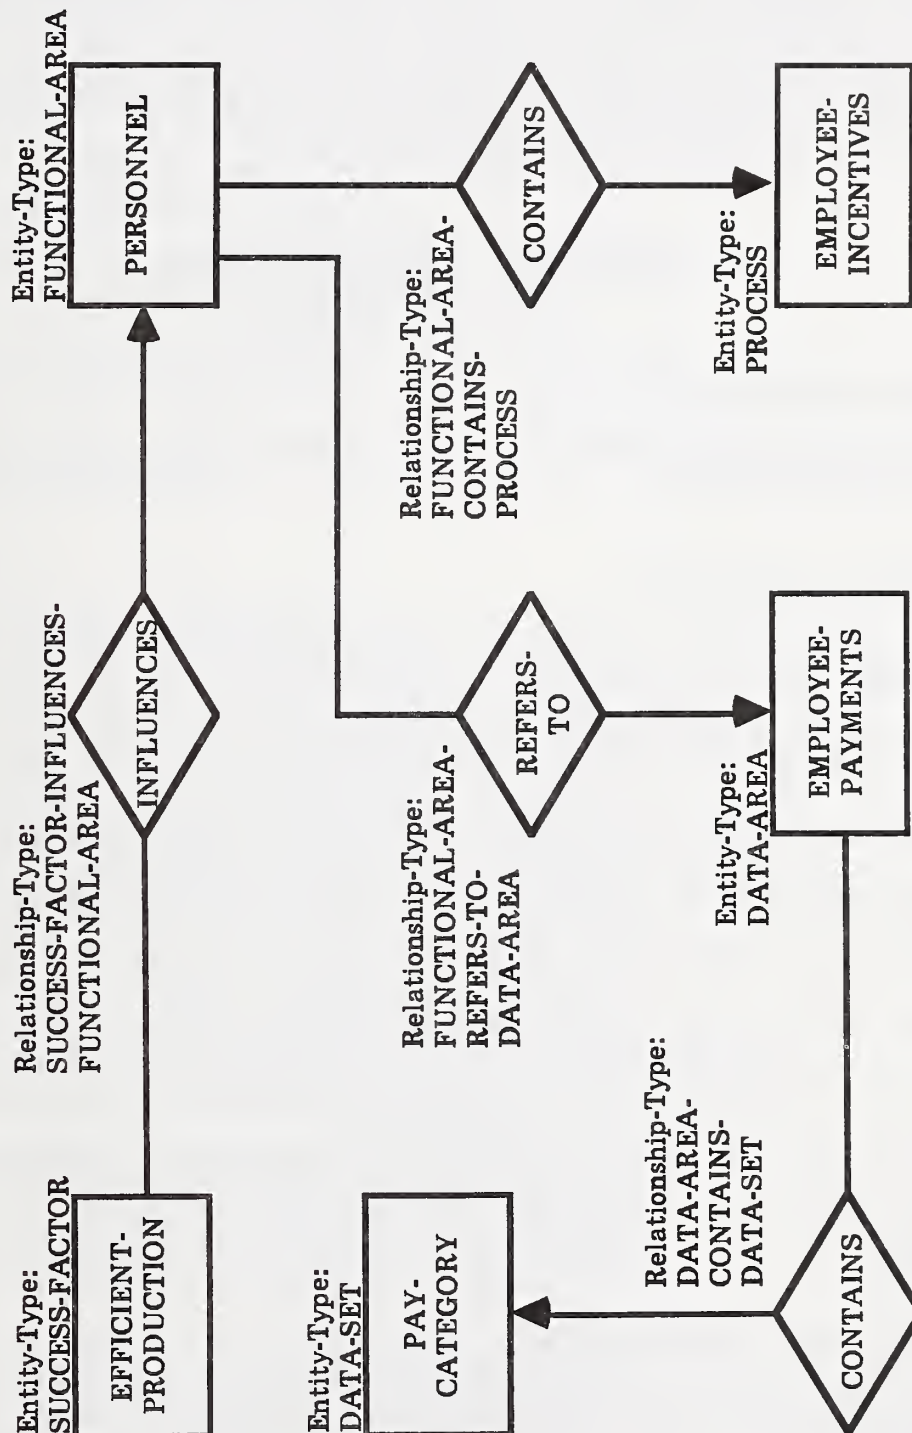 Entity-Type:
SUCCESS-FACTOR
EFFICIENT-
PRODUCTION
Relationship-Type:
SUCCESS-FACTOR-INFLUENCES-
FUNCTIONAL-AREA
INFLUENCES
Entity-Type:
FUNCTIONAL-AREA
PERSONNEL
Entity-Type:
DATA-SET
PAY-
CATEGORY
Relationship-Type:
FUNCTIONAL-AREA-
REFERS-TO-
DATA-AREA
REFERS-
TO
Relationship-Type:
FUNCTIONAL-AREA-
CONTAINS-
PROCESS
CONTAINS
Relationship-Type:
DATA-AREA-
CONTAINS-
DATA-SET
CONTAINS
Entity-Type:
DATA-AREA
EMPLOYEE-
PAYMENTS
Entity-Type:
PROCESS
EMPLOYEE-
INCENTIVES